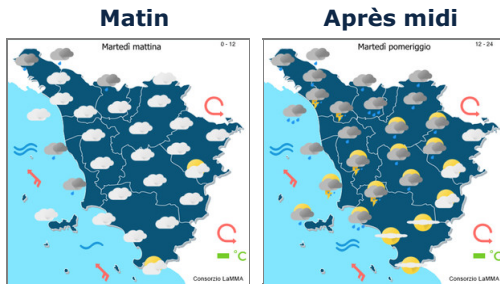 Matin
Après midi
Martedì mattina
0 - 12
°C
Consorzio LaMMA
Martedì pomeriggio
12 - 24
°C
Consorzio LaMMA